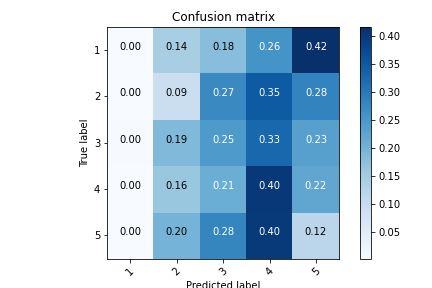 Confusion matrix
1 0.00 0.14 0.18 0.26 0.42
2 0.00 0.09 0.27 0.35 0.28
3 0.00 0.19 0.25 0.33 0.23
4 0.00 0.16 0.21 0.40 0.22
5 0.00 0.20 0.28 0.40 0.12
1 2 3 4 5
True label
Predicted label
0.40
0.35
0.30
0.25
0.20
0.15
0.10
0.05